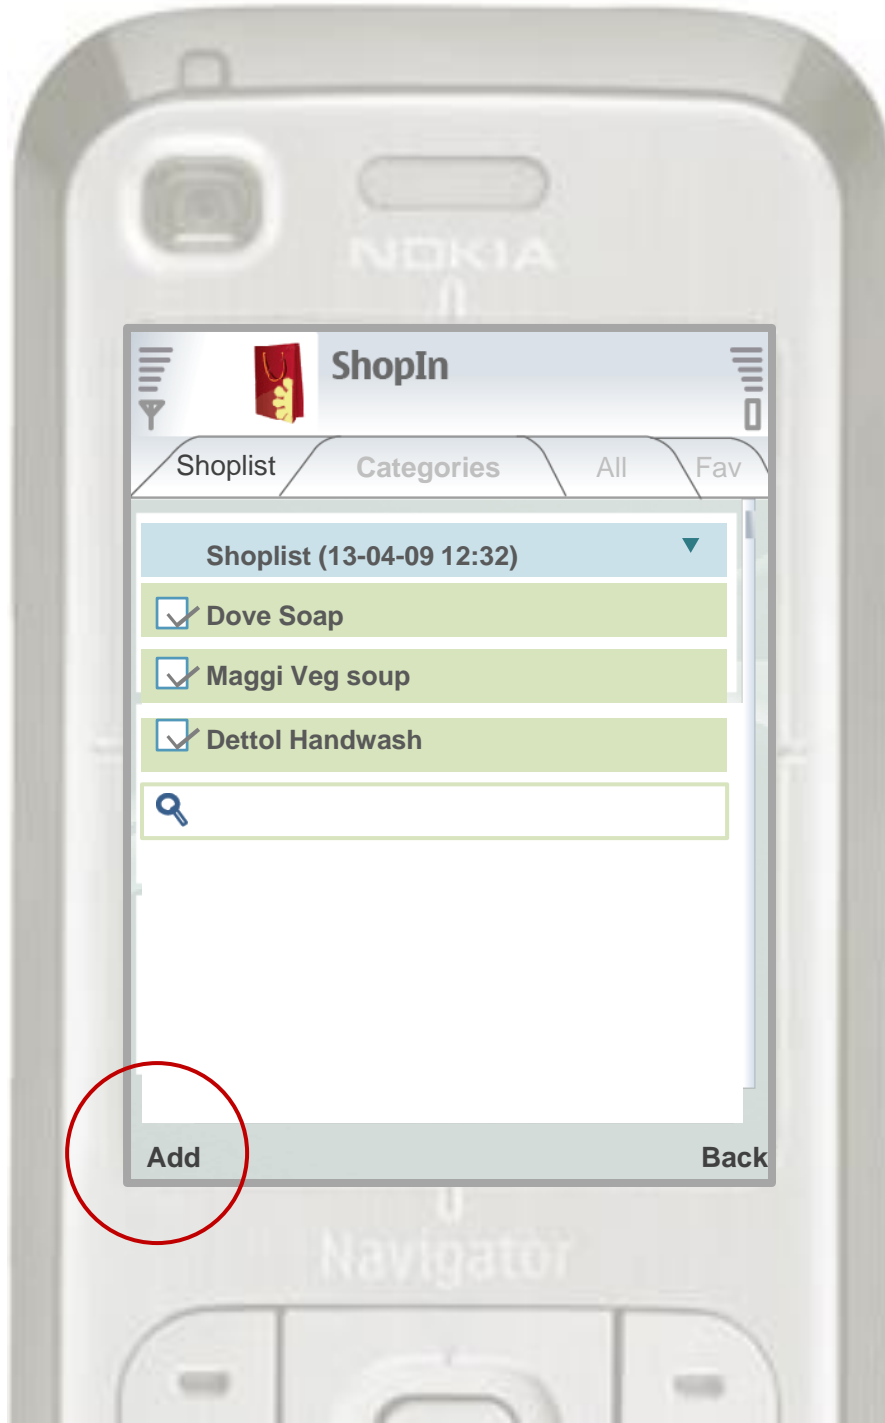 NOKIA
ShopIn
Shoplist Categories All Fav
Shoplist (13-04-09 12:32)
Dove Soap
Maggi Veg soup
Dettol Handwash
Add Back
Navigator